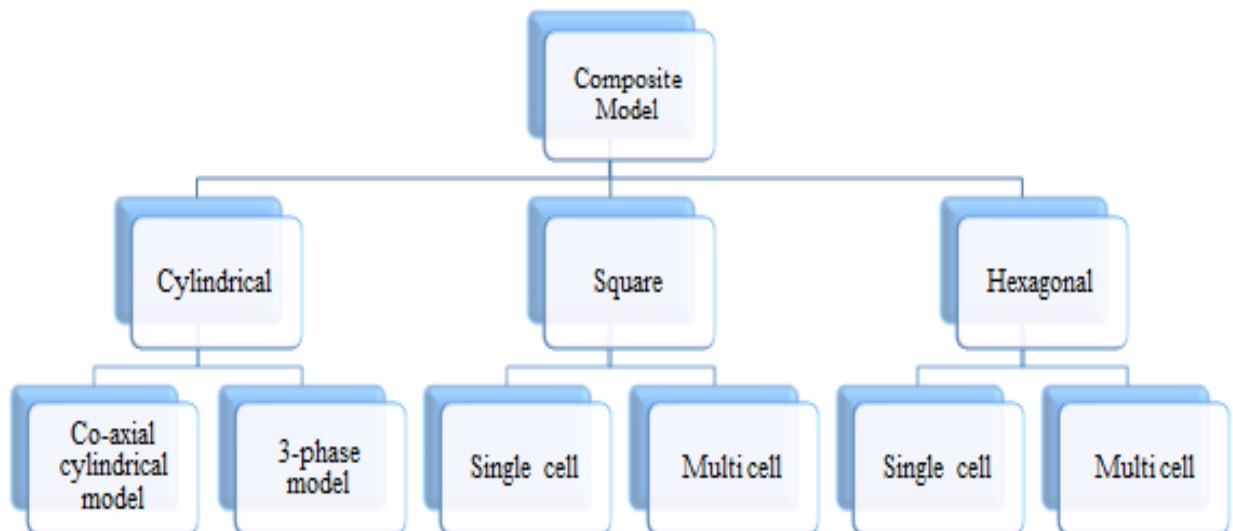 Composite
Model
Cylindrical
Square
Hexagonal
Co-axial
cylindrical
model
3-phase
model
Single cell
Multi cell
Single cell
Multi cell